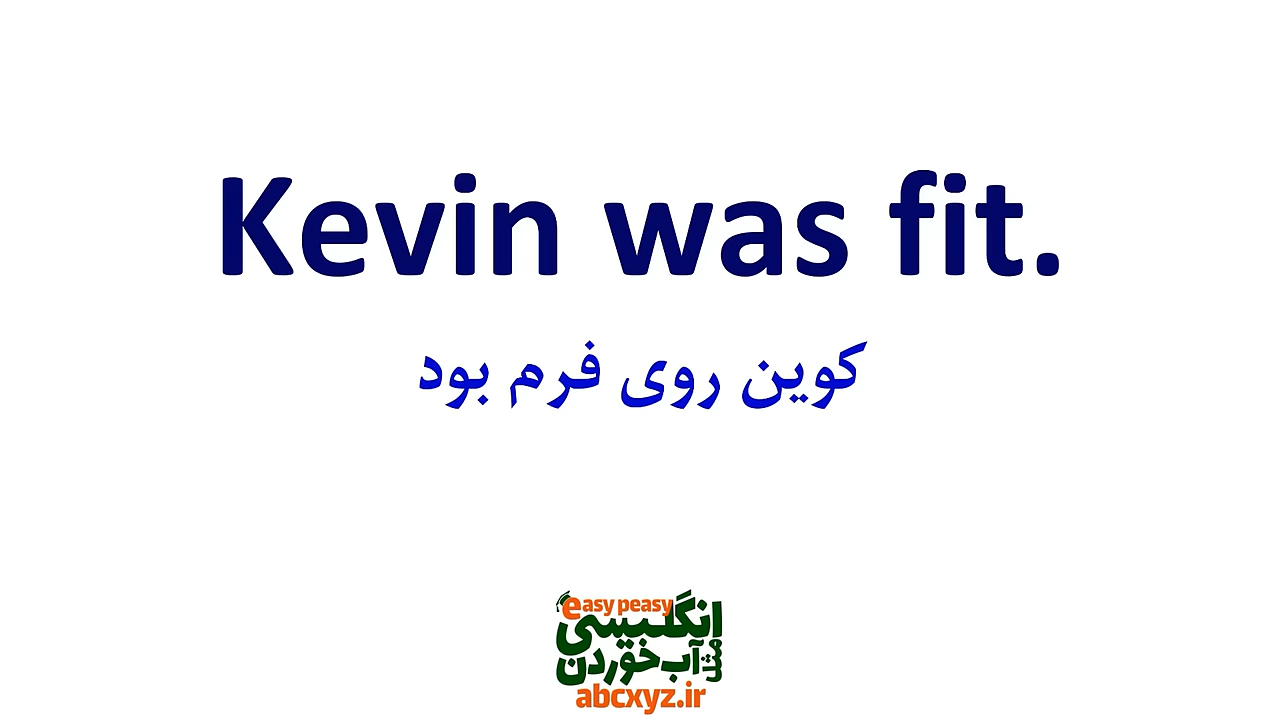 Kevin was fit.
کوین روی فرم بود
easy peasy
انگلیسی
مثل آب خوردن
abcxyz.ir